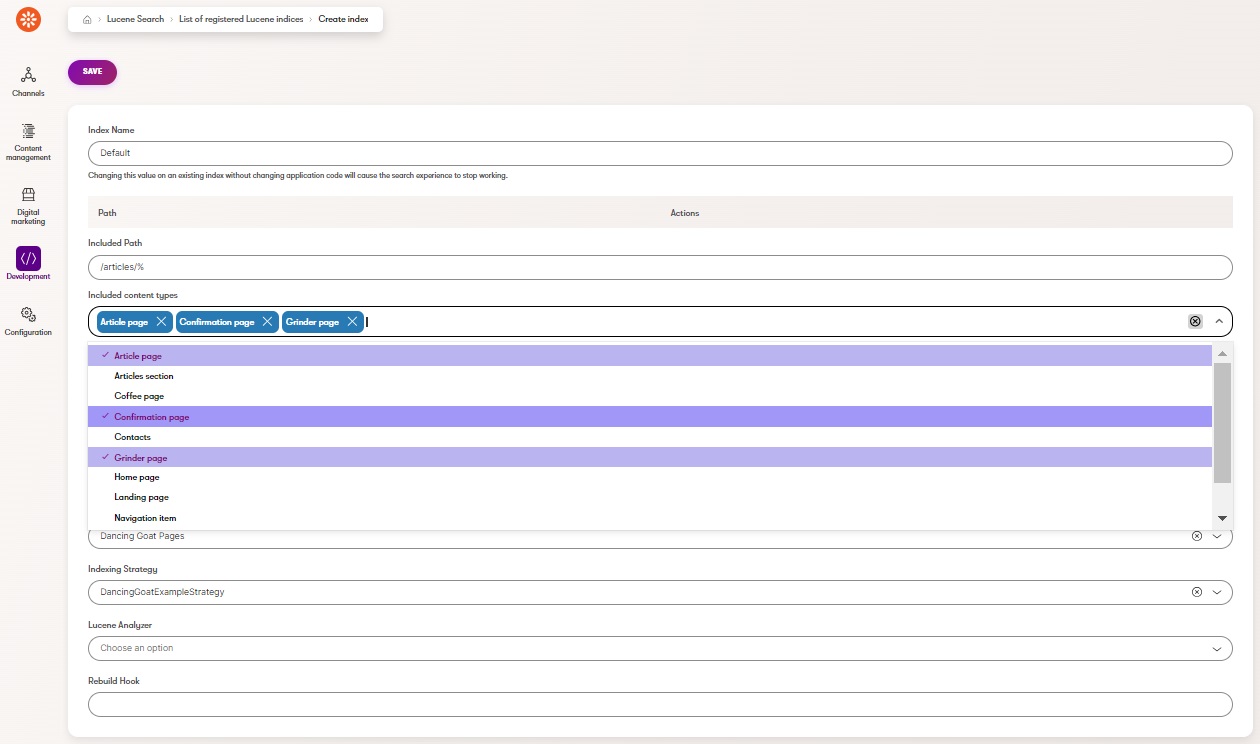 Lucene Search > List of registered Lucene indices > Create index
SAVE
Channels
Content
management
Digital
marketing
Development
Configuration
Index Name
Default
Changing this value on an existing index without changing application code will cause the search experience to stop working.
Path Actions
Included Path
/articles/%
Included content types
Article page Confirmation page Grinder page
Article page
Articles section
Coffee page
Confirmation page
Contacts
Grinder page
Home page
Landing page
Navigation item
Dancing Goat Pages
Indexing Strategy
DancingGoatExampleStrategy
Lucene Analyzer
Choose an option
Rebuild Hook